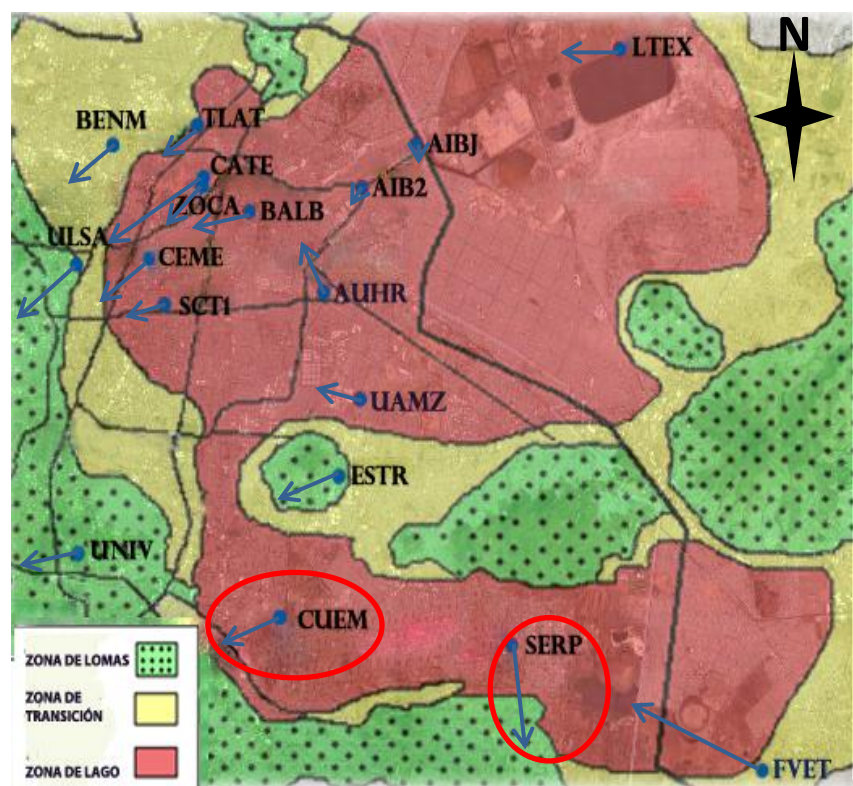 N
LTEX
BENM
TLAT
AIBJ
CATE
AIB2
ZOCA
BALB
ULSA
CEME
AUHR
SCT1
UAMZ
ESTR
UNIV
CUEM
SERP
ZONA DE LOMAS
ZONA DE
TRANSICIÓN
ZONA DE LAGO
FVET